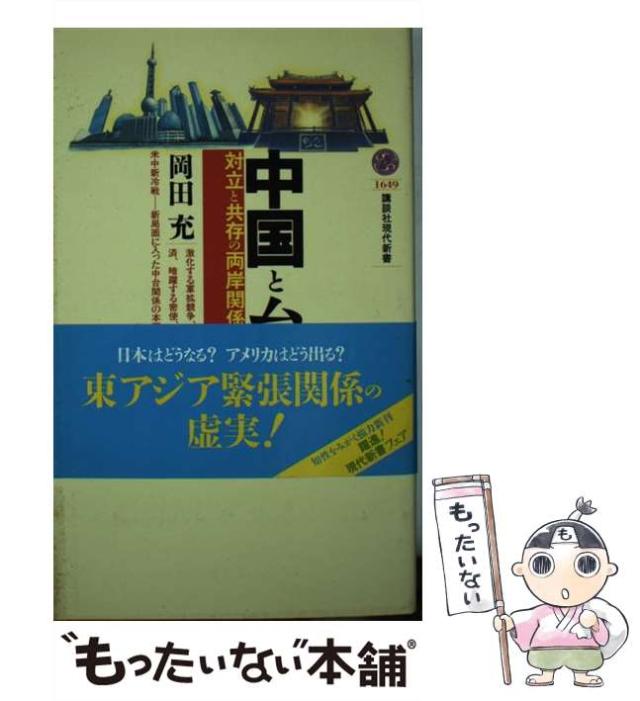 1649
講談社現代新書
中国と台
対立と共存の両岸関係
岡田 充
激化する軍拡競争、
済、暗躍する密使、
米中新冷戦——新局面に入った中台関係の本
日本はどうなる? アメリカはどう出る?
東アジア緊張関係の
虚実!
知性をみがく強力新刊
躍進!
現代新書フェア
もったいない
も
"もったいない"本舗®